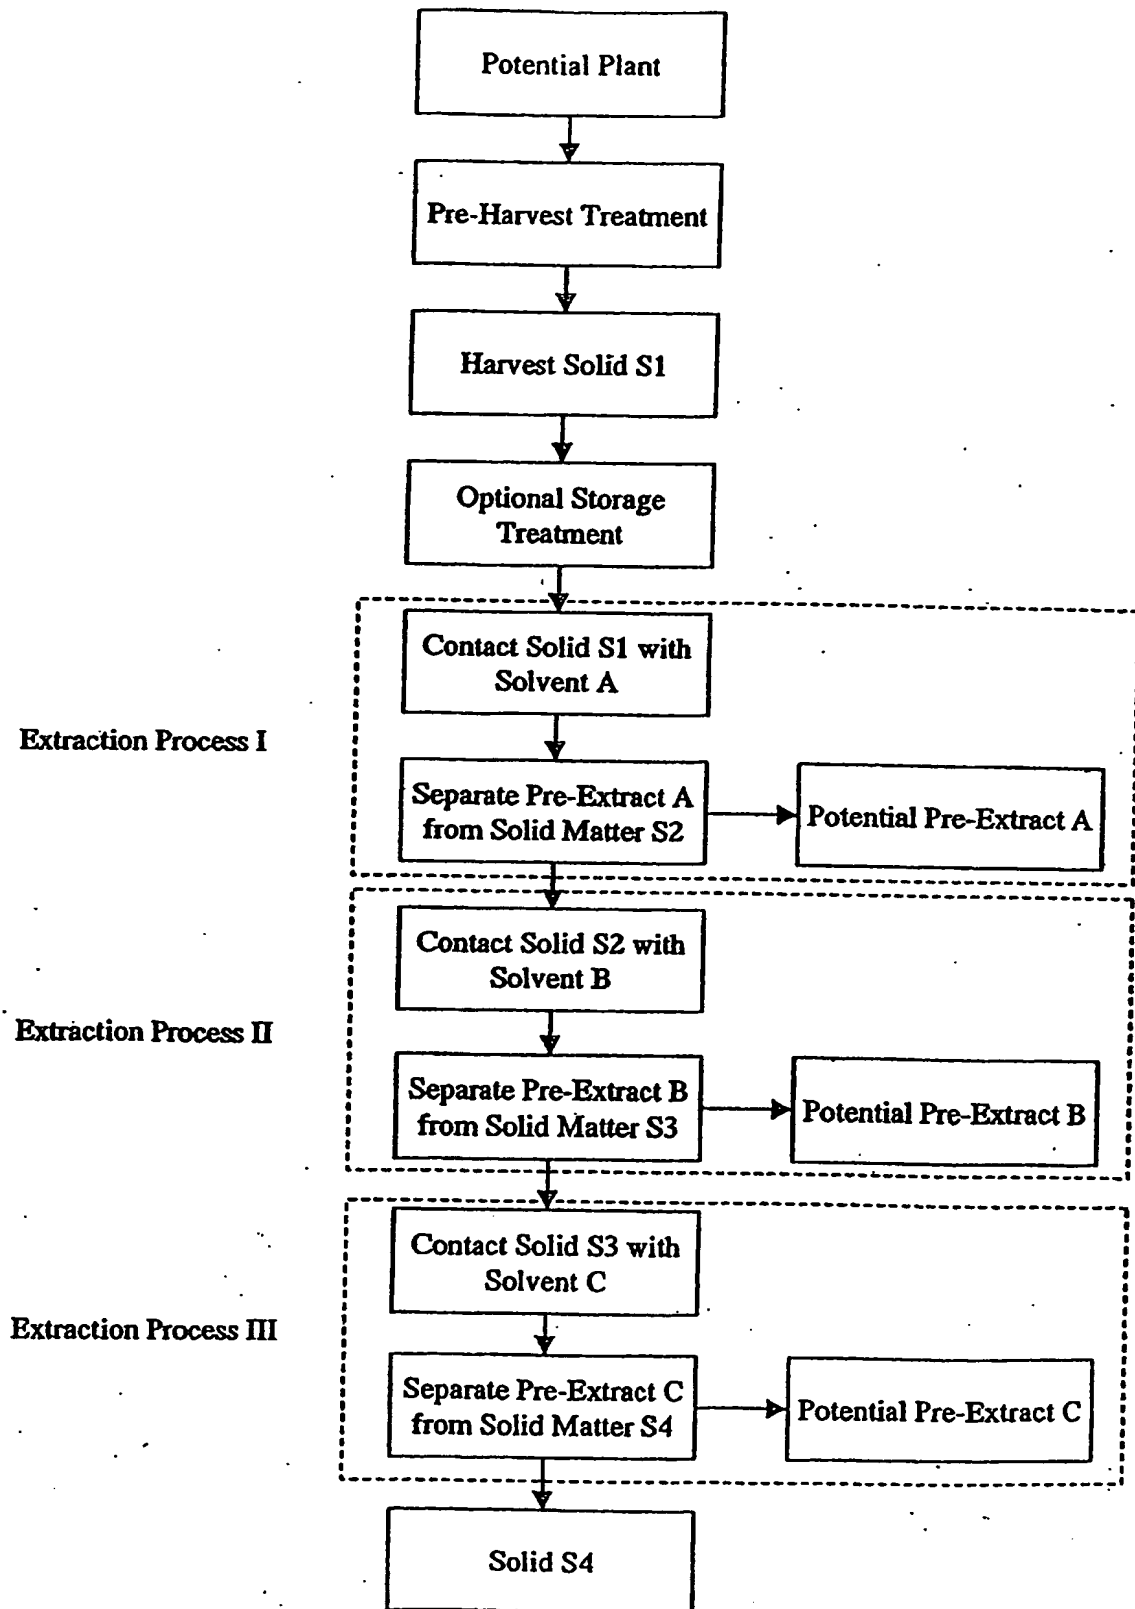 Potential Plant
Pre-Harvest Treatment
Harvest Solid S1
Optional Storage
Treatment
Contact Solid S1 with
Solvent A
Extraction Process I
Separate Pre-Extract A
from Solid Matter S2
Potential Pre-Extract A
Contact Solid S2 with
Solvent B
Extraction Process II
Separate Pre-Extract B
from Solid Matter S3
Potential Pre-Extract B
Contact Solid S3 with
Solvent C
Extraction Process III
Separate Pre-Extract C
from Solid Matter S4
Potential Pre-Extract C
Solid S4